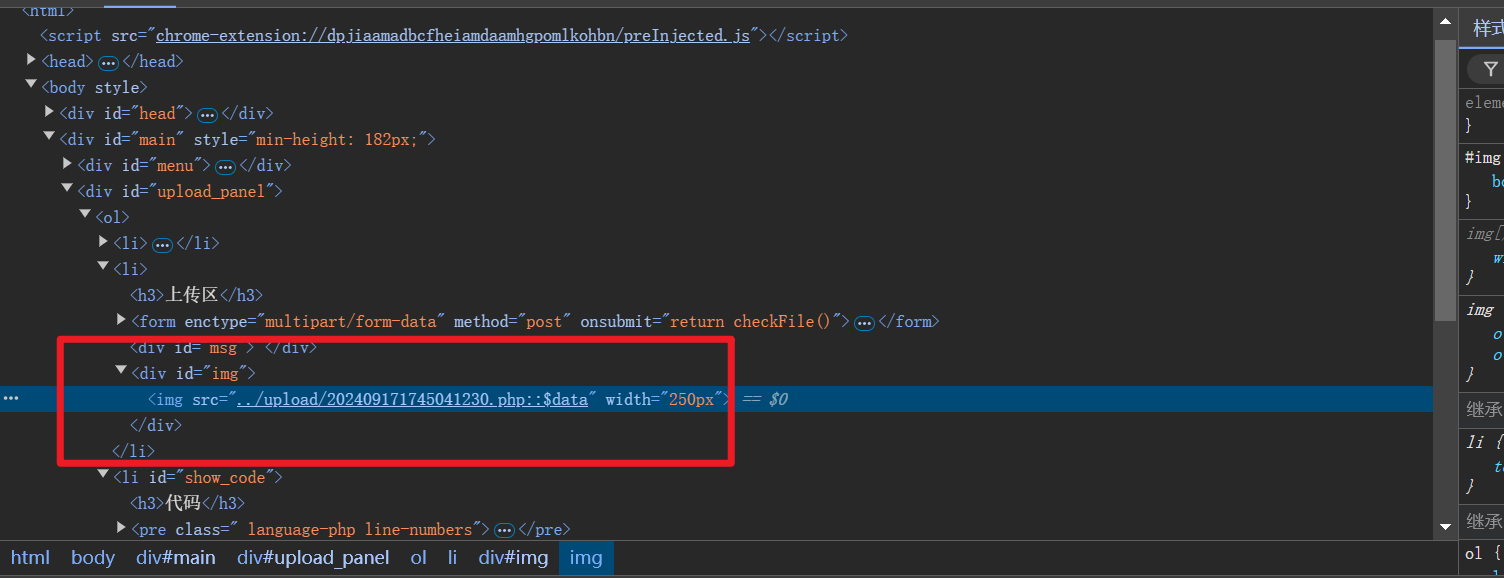 <html>
<script src="chrome-extension://dpjiaamadbcfheiamdaamhgpomlkohbn/preInjected.js"></script>
<head> ••• </head>
<body style>
<div id="head"> ••• </div>
<div id="main" style="min-height: 182px;">
<div id="menu"> ••• </div>
<div id="upload_panel">
<ol>
<li> ••• </li>
<li>
<h3>上传区</h3>
<form enctype="multipart/form-data" method="post" onsubmit="return checkFile()"> ••• </form>
<div id="msg"> </div>
<div id="img">
••• <img src="../upload/202409171745041230.php::$data" width="250px"> == $0
</div>
</li>
<li id="show_code">
<h3>代码</h3>
<pre class=" language-php line-numbers"> ••• </pre>
html body div#main div#upload_panel ol li div#img img
样式
}
#img
}
}
img
}
继承
li {
}
继承
ol {